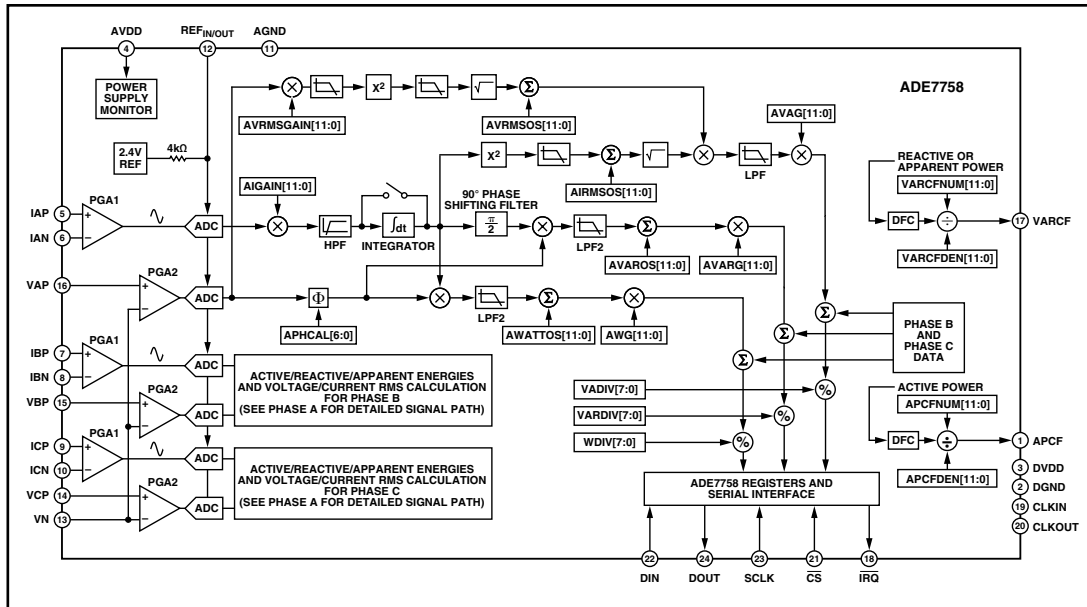 AVDD
REFIN/OUT
AGND
4
12
11
POWER
SUPPLY
MONITOR
ADE7758
X²
√
Σ
AVRMSGAIN[11:0]
AVRMSOS[11:0]
AVAG[11:0]
2.4V
REF
4kΩ
X²
Σ
√
LPF
AIRMSOS[11:0]
REACTIVE OR
APPARENT POWER
VARCFNUM[11:0]
DFC
÷
17
VARCF
VARCFDEN[11:0]
AIGAIN[11:0]
90° PHASE
SHIFTING FILTER
IAP
5
IAN
6
PGA1
+
−
ADC
HPF
∫dt
INTEGRATOR
π
2
LPF2
Σ
AVAROS[11:0]
AVARG[11:0]
VAP
16
PGA2
+
−
ADC
Φ
APHCAL[6:0]
LPF2
Σ
AWATTOS[11:0]
AWG[11:0]
Σ
Σ
Σ
PHASE B
AND
PHASE C
DATA
IBP
7
IBN
8
PGA1
+
−
ADC
VBP
15
PGA2
+
−
ADC
ACTIVE/REACTIVE/APPARENT ENERGIES
AND VOLTAGE/CURRENT RMS CALCULATION
FOR PHASE B
(SEE PHASE A FOR DETAILED SIGNAL PATH)
VADIV[7:0]
%
VARDIV[7:0]
%
WDIV[7:0]
%
ACTIVE POWER
APCFNUM[11:0]
DFC
÷
APCFDEN[11:0]
1
APCF
3
DVDD
2
DGND
19
CLKIN
20
CLKOUT
ICP
9
ICN
10
PGA1
+
−
ADC
VCP
14
VN
13
PGA2
+
−
ADC
ACTIVE/REACTIVE/APPARENT ENERGIES
AND VOLTAGE/CURRENT RMS CALCULATION
FOR PHASE C
(SEE PHASE A FOR DETAILED SIGNAL PATH)
ADE7758 REGISTERS AND
SERIAL INTERFACE
22
24
23
21
18
DIN
DOUT
SCLK
C̅S̅
I̅R̅Q̅